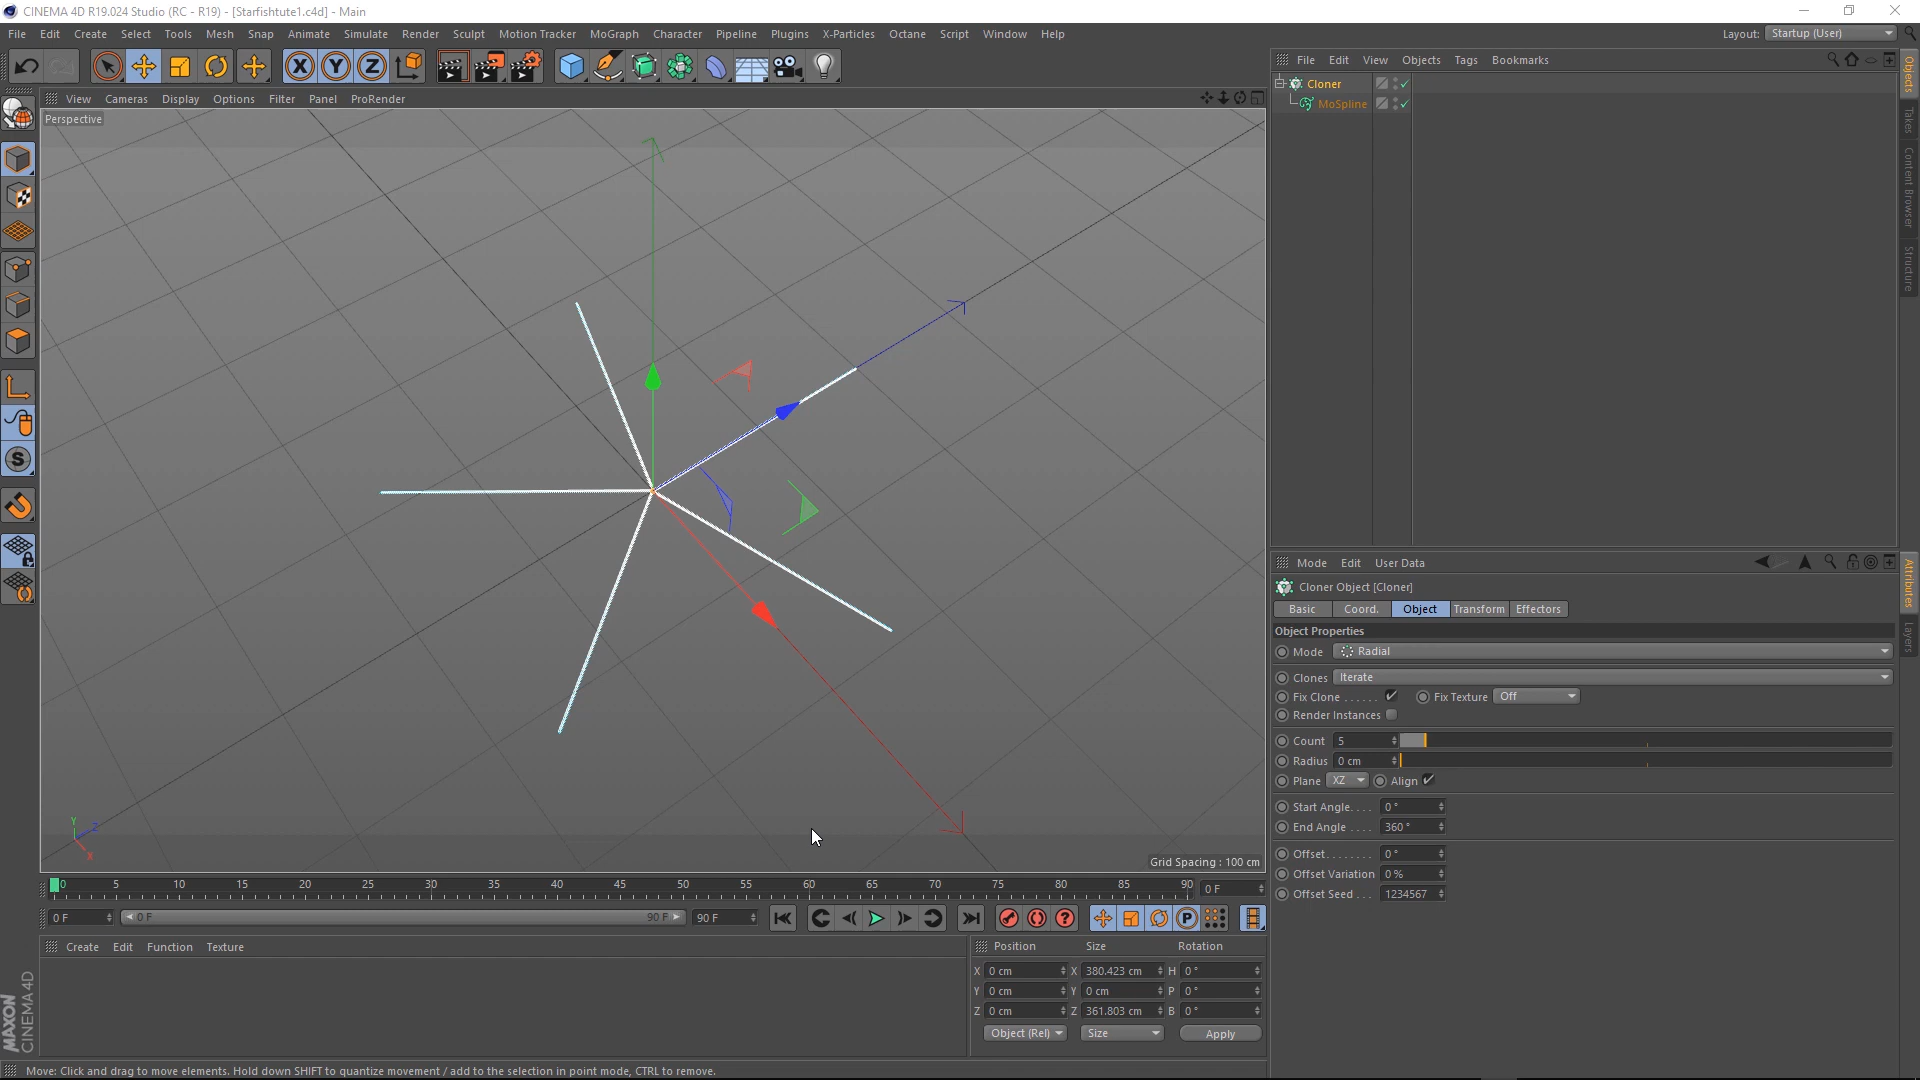 CINEMA 4D R19.024 Studio (RC - R19) - [Starfishtute1.c4d] - Main
File Edit Create Select Tools Mesh Snap Animate Simulate Render Sculpt Motion Tracker MoGraph Character Pipeline Plugins X-Particles Octane Script Window Help
Layout: Startup (User)
X Y Z
File Edit View Objects Tags Bookmarks
Cloner
MoSpline
Objects
Takes
Content Browser
Structure
View Cameras Display Options Filter Panel ProRender
Perspective
Y Z X
Grid Spacing : 100 cm
Mode Edit User Data
Cloner Object [Cloner]
Basic Coord. Object Transform Effectors
Object Properties
Mode Radial
Clones Iterate
Fix Clone ...... Fix Texture Off
Render Instances
Count 5
Radius 0 cm
Plane XZ Align
Start Angle.... 0 °
End Angle .... 360 °
Offset........ 0 °
Offset Variation 0 %
Offset Seed ... 1234567
Attributes
Layers
0 5 10 15 20 25 30 35 40 45 50 55 60 65 70 75 80 85 90 0 F
0 F 0 F 90 F 90 F
Create Edit Function Texture
Position Size Rotation
X 0 cm X 380.423 cm H 0 °
Y 0 cm Y 0 cm P 0 °
Z 0 cm Z 361.803 cm B 0 °
Object (Rel) Size Apply
MAXON
CINEMA 4D
Move: Click and drag to move elements. Hold down SHIFT to quantize movement / add to the selection in point mode, CTRL to remove.